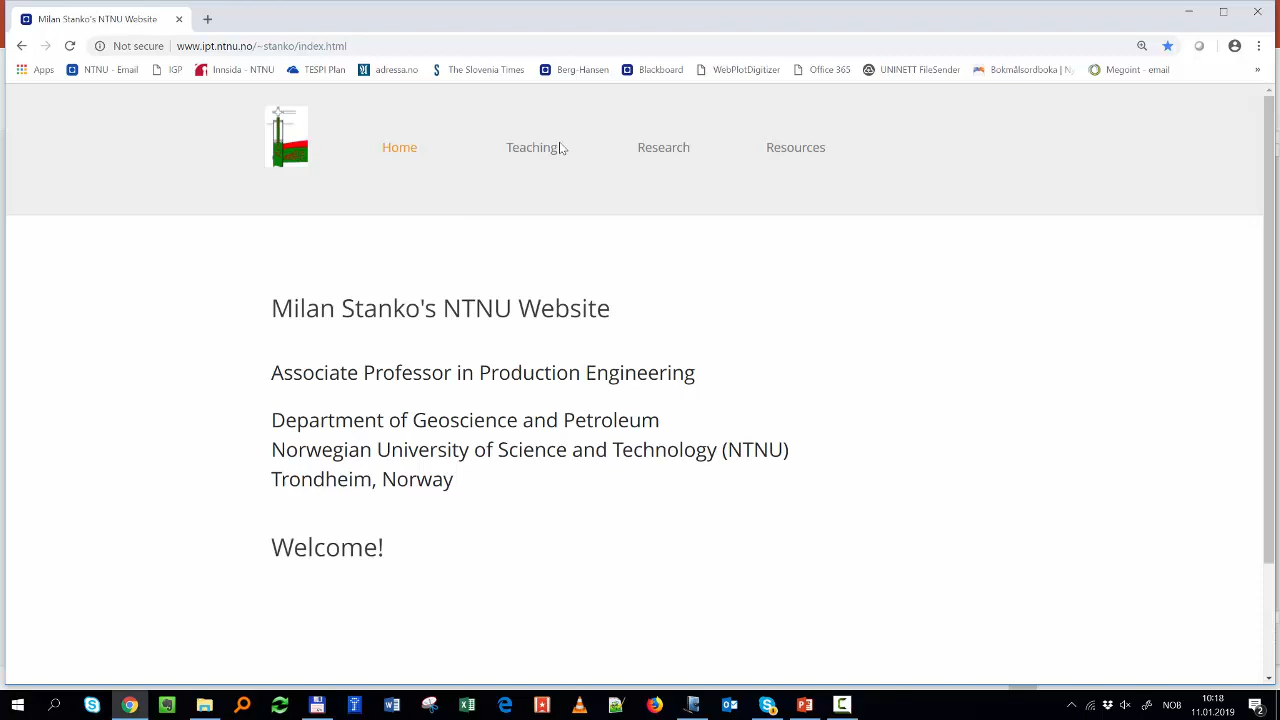 Milan Stanko's NTNU Website
Not secure
www.ipt.ntnu.no/~stanko/index.html
Apps
NTNU - Email
IGP
Innsida - NTNU
TESPI Plan
adressa.no
The Slovenia Times
Berg-Hansen
Blackboard
WebPlotDigitizer
Office 365
UNINETT FileSender
Bokmålsordboka | N
Megoint — email
»
Home
Teaching
Research
Resources
Milan Stanko's NTNU Website
Associate Professor in Production Engineering
Department of Geoscience and Petroleum
Norwegian University of Science and Technology (NTNU)
Trondheim, Norway
Welcome!
NOB
10:18
11.01.2019
2